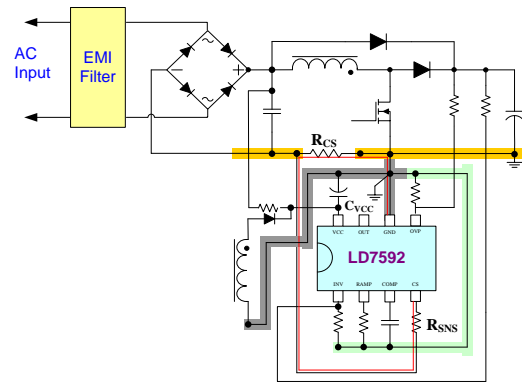 AC
Input
EMI
Filter
~
~
-
+
RCS
CVCC
VCC OUT GND OVP
LD7592
INV RAMP COMP CS
RSNS